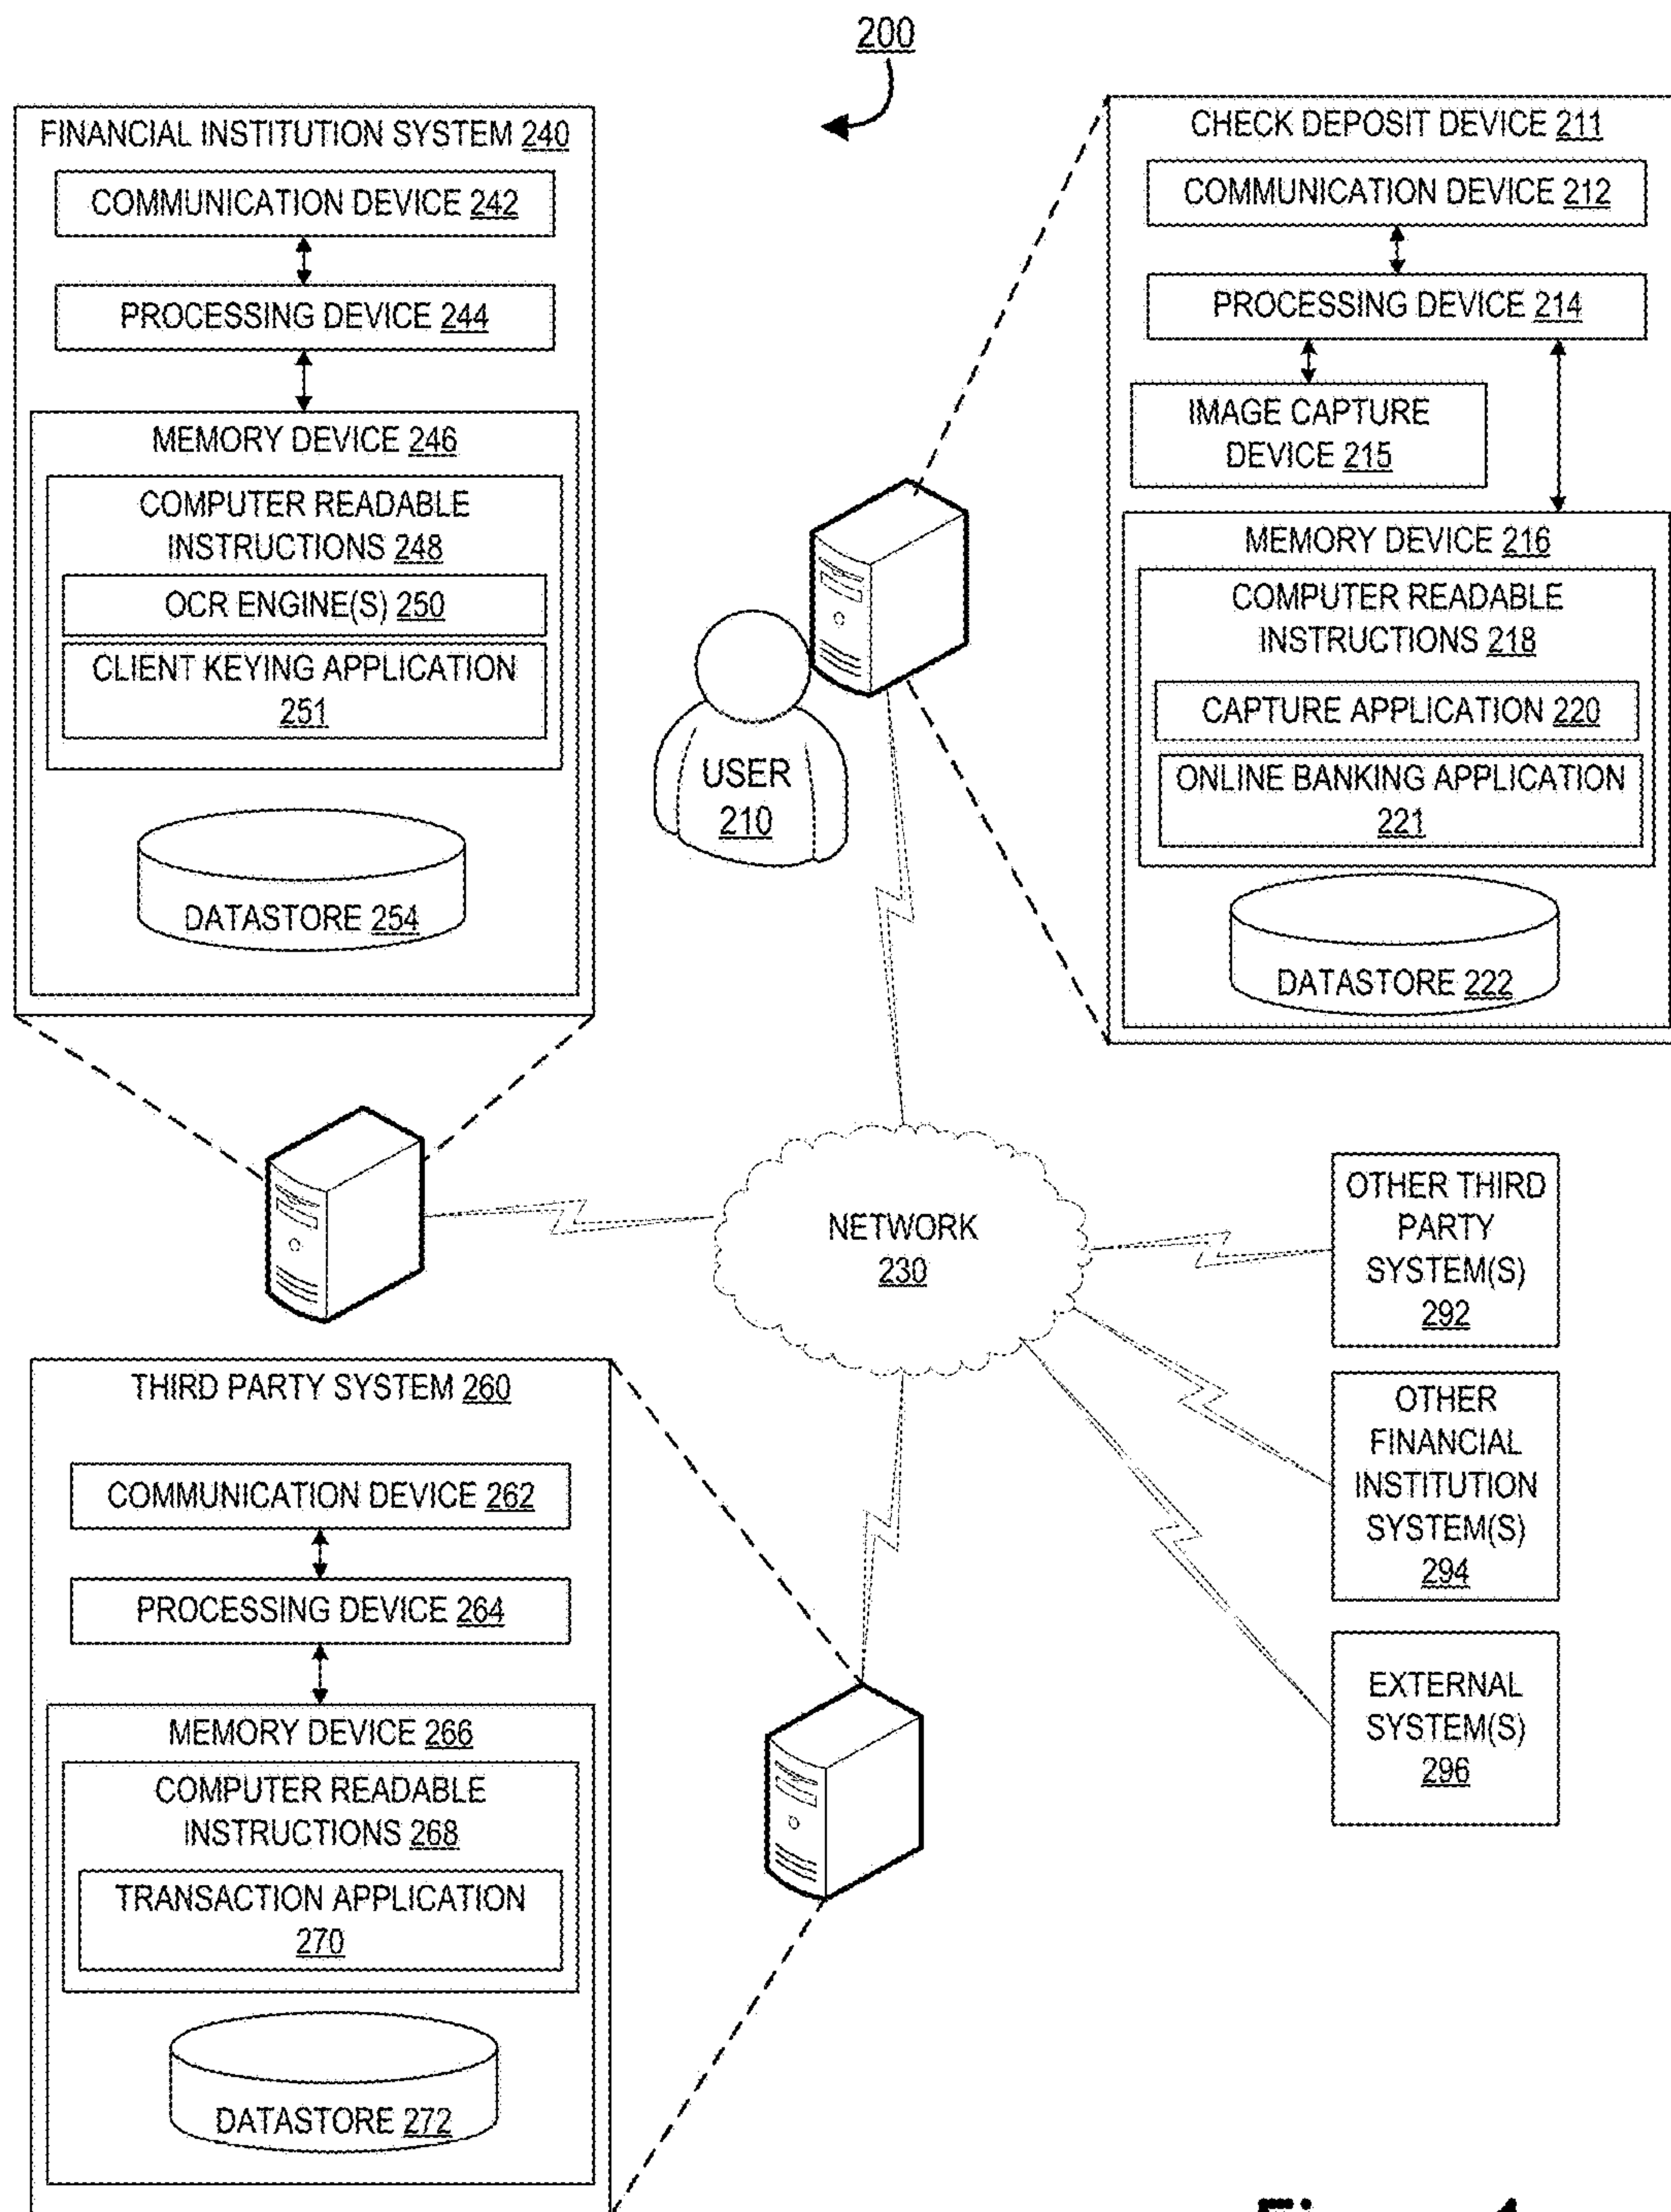 200
FINANCIAL INSTITUTION SYSTEM 240
COMMUNICATION DEVICE 242
PROCESSING DEVICE 244
MEMORY DEVICE 246
COMPUTER READABLE
INSTRUCTIONS 248
OCR ENGINE(S) 250
CLIENT KEYING APPLICATION
251
DATASTORE 254
CHECK DEPOSIT DEVICE 211
COMMUNICATION DEVICE 212
PROCESSING DEVICE 214
IMAGE CAPTURE
DEVICE 215
MEMORY DEVICE 216
COMPUTER READABLE
INSTRUCTIONS 218
CAPTURE APPLICATION 220
ONLINE BANKING APPLICATION
221
DATASTORE 222
USER
210
NETWORK
230
OTHER THIRD
PARTY
SYSTEM(S)
292
OTHER
FINANCIAL
INSTITUTION
SYSTEM(S)
294
EXTERNAL
SYSTEM(S)
296
THIRD PARTY SYSTEM 260
COMMUNICATION DEVICE 262
PROCESSING DEVICE 264
MEMORY DEVICE 266
COMPUTER READABLE
INSTRUCTIONS 268
TRANSACTION APPLICATION
270
DATASTORE 272